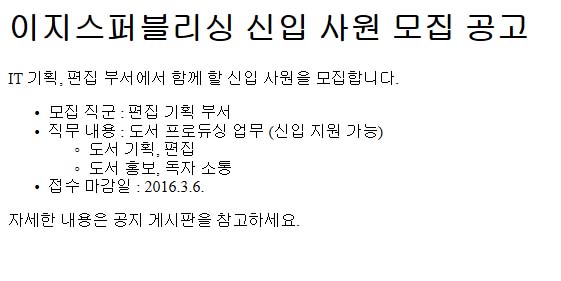 이지스퍼블리싱 신입 사원 모집 공고
IT 기획, 편집 부서에서 함께 할 신입 사원을 모집합니다.
• 모집 직군 : 편집 기획 부서
• 직무 내용 : 도서 프로듀싱 업무 (신입 지원 가능)
◦ 도서 기획, 편집
◦ 도서 홍보, 독자 소통
• 접수 마감일 : 2016.3.6.
자세한 내용은 공지 게시판을 참고하세요.